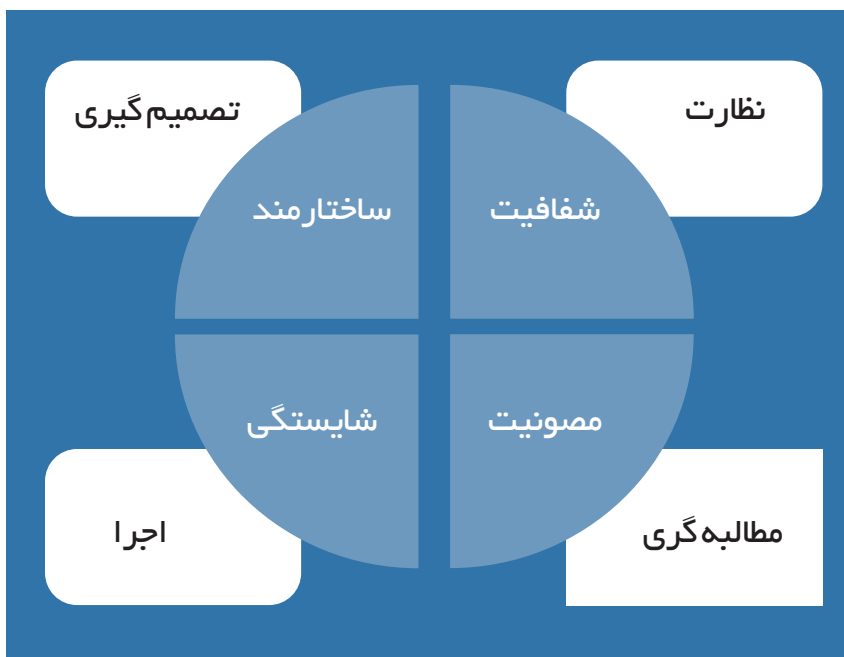 نظارت
تصمیم‌گیری
شفافیت
ساختارمند
مصونیت
شایستگی
مطالبه‌گری
اجرا